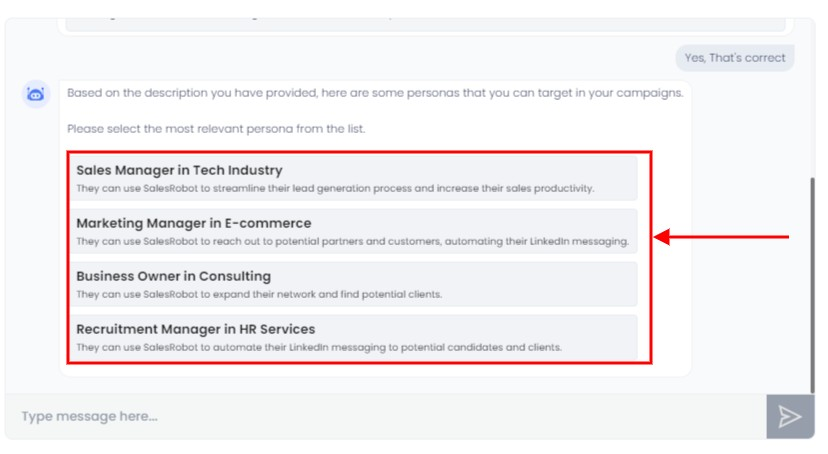 Yes, That's correct
Based on the description you have provided, here are some personas that you can target in your campaigns.
Please select the most relevant persona from the list.
Sales Manager in Tech Industry
They can use SalesRobot to streamline their lead generation process and increase their sales productivity.
Marketing Manager in E-commerce
They can use SalesRobot to reach out to potential partners and customers, automating their LinkedIn messaging.
Business Owner in Consulting
They can use SalesRobot to expand their network and find potential clients.
Recruitment Manager in HR Services
They can use SalesRobot to automate their LinkedIn messaging to potential candidates and clients.
Type message here...